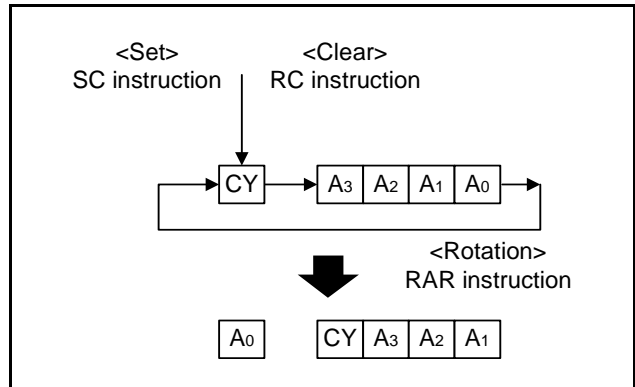 <Set> <Clear>
SC instruction RC instruction
CY A3 A2 A1 A0
<Rotation>
RAR instruction
A0 CY A3 A2 A1